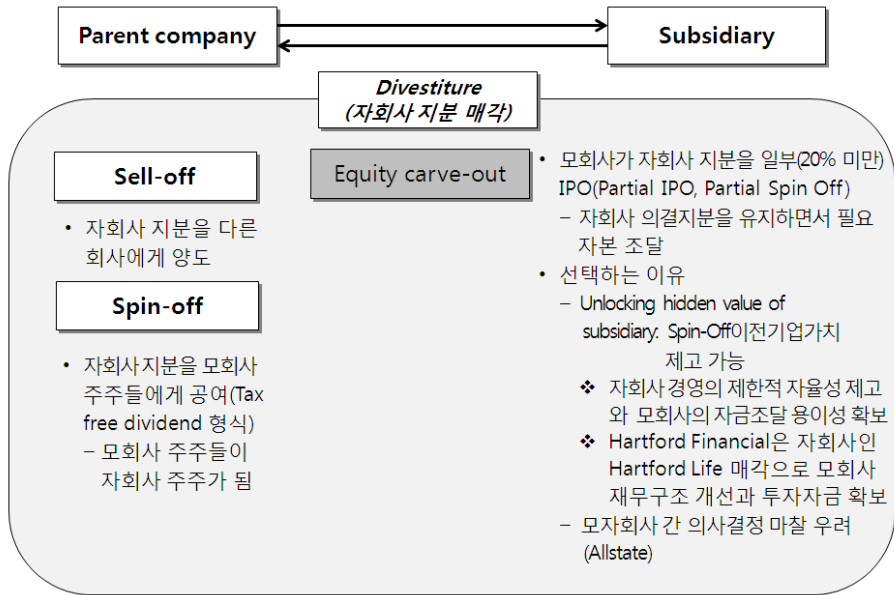 Parent company
Subsidiary
Divestiture
(자회사 지분 매각)
Sell-off
• 자회사 지분을 다른
회사에게 양도
Spin-off
• 자회사지분을 모회사
주주들에게 공여(Tax
free dividend 형식)
– 모회사 주주들이
자회사 주주가 됨
Equity carve-out
• 모회사가 자회사 지분을 일부(20% 미만)
IPO(Partial IPO, Partial Spin Off)
– 자회사 의결지분을 유지하면서 필요
자본 조달
• 선택하는 이유
– Unlocking hidden value of
subsidiary: Spin-Off이전기업가치
제고 가능
❖ 자회사경영의 제한적 자율성 제고
와 모회사의 자금조달 용이성 확보
❖ Hartford Financial은 자회사인
Hartford Life 매각으로 모회사
재무구조 개선과 투자자금 확보
– 모자회사 간 의사결정 마찰 우려
(Allstate)